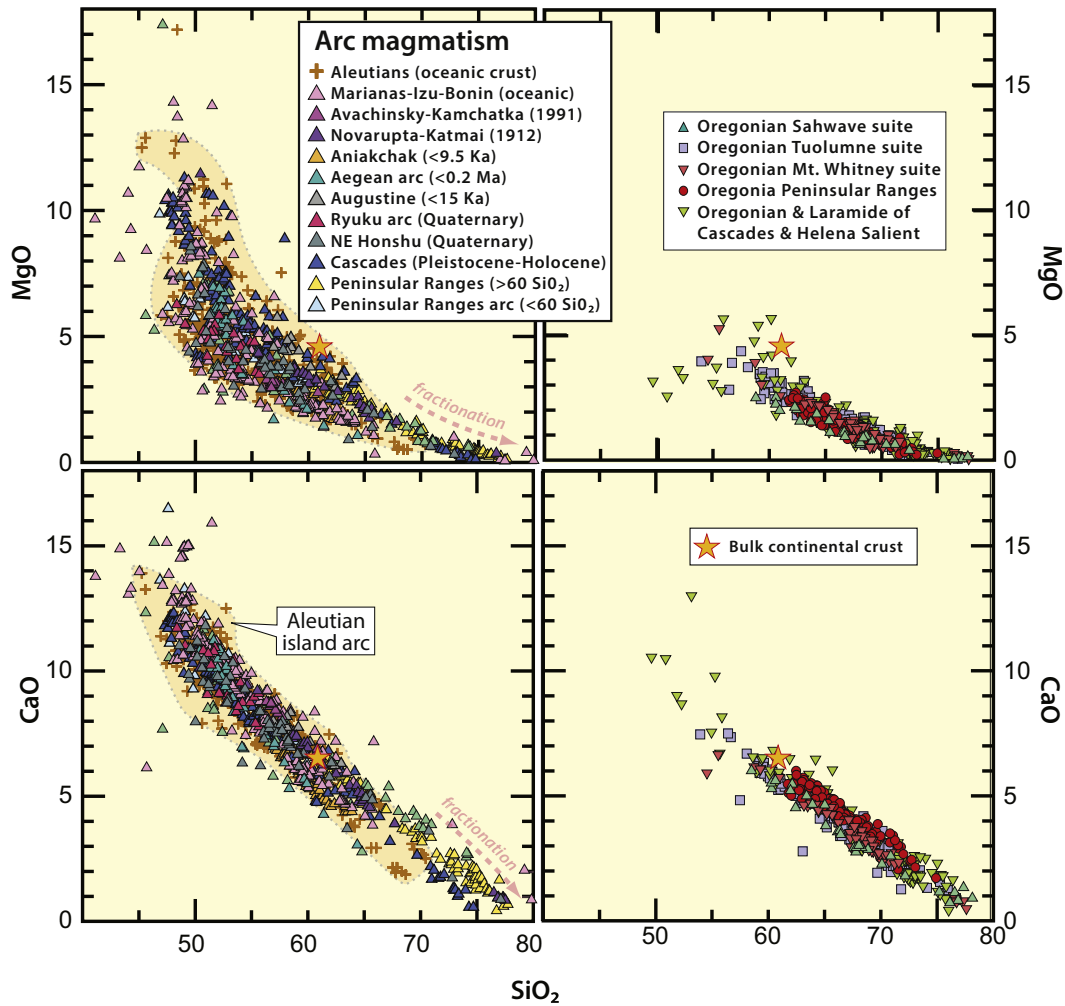 Arc magmatism
Aleutians (oceanic crust)
Marianas-Izu-Bonin (oceanic)
Avachinsky-Kamchatka (1991)
Novarupta-Katmai (1912)
Aniakchak (<9.5 Ka)
Aegean arc (<0.2 Ma)
Augustine (<15 Ka)
Ryuku arc (Quaternary)
NE Honshu (Quaternary)
Cascades (Pleistocene-Holocene)
Peninsular Ranges (>60 SiO₂)
Peninsular Ranges arc (<60 SiO₂)
15
10
5
0
MgO
fractionation
Oregonian Sahwave suite
Oregonian Tuolumne suite
Oregonian Mt. Whitney suite
Oregonia Peninsular Ranges
Oregonian & Laramide of
Cascades & Helena Salient
15
10
5
0
MgO
15
10
5
0
CaO
Aleutian
island arc
fractionation
50
60
70
80
Bulk continental crust
15
10
5
0
CaO
50
60
70
80
SiO₂